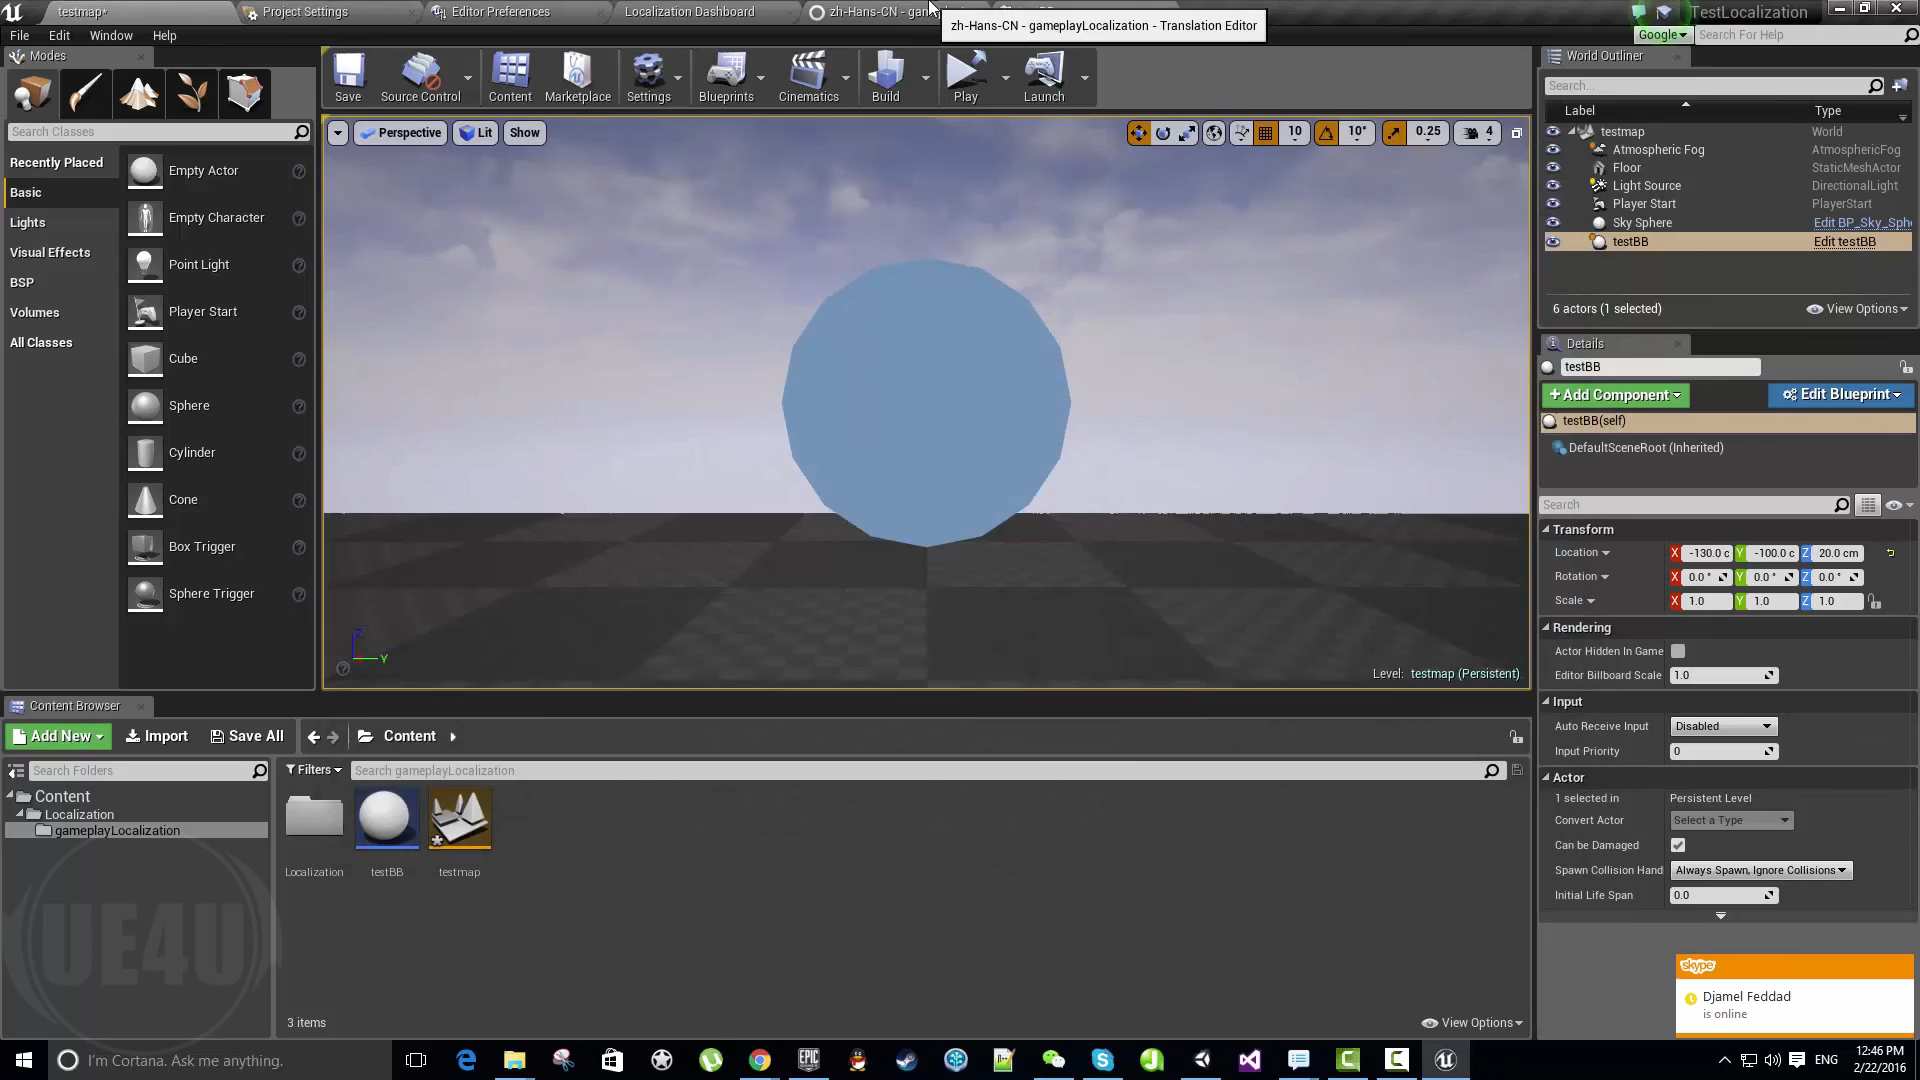 testmap*
Project Settings
Editor Preferences
Localization Dashboard
zh-Hans-CN - gam
TestLocalization
zh-Hans-CN - gameplayLocalization - Translation Editor
File
Edit
Window
Help
Google
Search For Help
Modes
Save
Source Control
Content
Marketplace
Settings
Blueprints
Cinematics
Build
Play
Launch
World Outliner
Search...
Label
Type
testmap
World
Atmospheric Fog
AtmosphericFog
Floor
StaticMeshActor
Light Source
DirectionalLight
Player Start
PlayerStart
Sky Sphere
Edit BP_Sky_Sph
testBB
Edit testBB
6 actors (1 selected)
View Options
Search Classes
Recently Placed
Basic
Lights
Visual Effects
BSP
Volumes
All Classes
Empty Actor
Empty Character
Point Light
Player Start
Cube
Sphere
Cylinder
Cone
Box Trigger
Sphere Trigger
Perspective
Lit
Show
10
10°
0.25
4
Z
Y
Level: testmap (Persistent)
Details
testBB
+Add Component
Edit Blueprint
testBB(self)
DefaultSceneRoot (Inherited)
Search
Transform
Location
X -130.0 c Y -100.0 c Z 20.0 cm
Rotation
X 0.0 ° Y 0.0 ° Z 0.0 °
Scale
X 1.0 Y 1.0 Z 1.0
Rendering
Actor Hidden In Game
Editor Billboard Scale
1.0
Input
Auto Receive Input
Disabled
Input Priority
0
Actor
1 selected in
Persistent Level
Convert Actor
Select a Type
Can be Damaged
Spawn Collision Hand
Always Spawn, Ignore Collisions
Initial Life Span
0.0
Content Browser
Add New
Import
Save All
Content
Search Folders
Filters
Search gameplayLocalization
Content
Localization
gameplayLocalization
Localization
testBB
testmap
3 items
View Options
UE4U
skype
Djamel Feddad
is online
I'm Cortana. Ask me anything.
EPIC
ENG
12:46 PM
2/22/2016